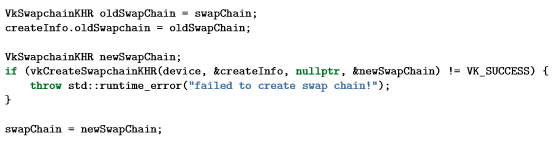 VkSwapchainKHR oldSwapChain = swapChain;
createInfo.oldSwapchain = oldSwapChain;
VkSwapchainKHR newSwapChain;
if (vkCreateSwapchainKHR(device, &createInfo, nullptr, &newSwapChain) != VK_SUCCESS) {
    throw std::runtime_error("failed to create swap chain!");
}
swapChain = newSwapChain;